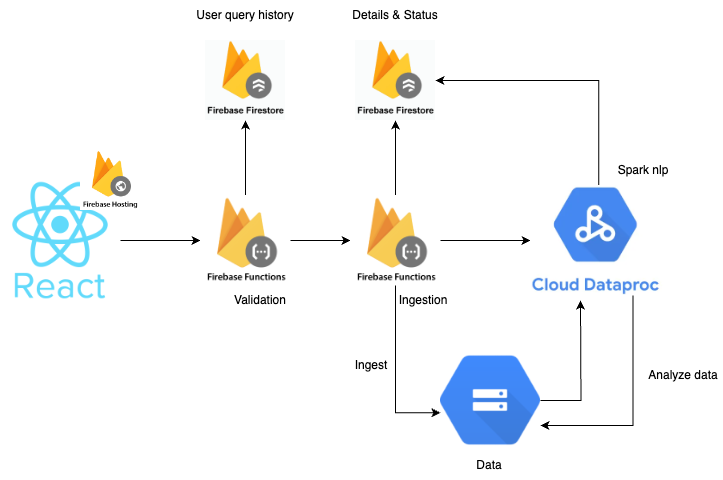 User query history
Details & Status
Firebase Firestore
Firebase Firestore
Spark nlp
Firebase Hosting
React
Firebase Functions
Firebase Functions
Cloud Dataproc
Validation
Ingestion
Ingest
Analyze data
Data